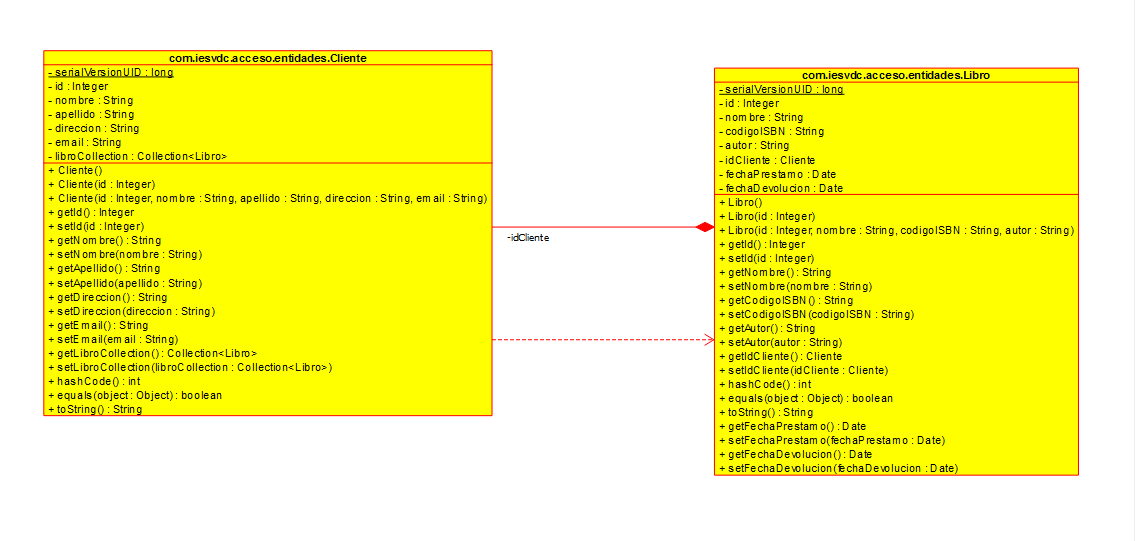 com.iesvdc.acceso.entidades.Cliente
- serialVersionUID : long
- id : Integer
- nombre : String
- apellido : String
- direccion : String
- email : String
- libroCollection : Collection<Libro>
+ Cliente()
+ Cliente(id : Integer)
+ Cliente(id : Integer, nombre : String, apellido : String, direccion : String, email : String)
+ getId() : Integer
+ setId(id : Integer)
+ getNombre() : String
+ setNombre(nombre : String)
+ getApellido() : String
+ setApellido(apellido : String)
+ getDireccion() : String
+ setDireccion(direccion : String)
+ getEmail() : String
+ setEmail(email : String)
+ getLibroCollection() : Collection<Libro>
+ setLibroCollection(libroCollection : Collection<Libro>)
+ hashCode() : int
+ equals(object : Object) : boolean
+ toString() : String
-idCliente
com.iesvdc.acceso.entidades.Libro
- serialVersionUID : long
- id : Integer
- nombre : String
- codigoISBN : String
- autor : String
- idCliente : Cliente
- fechaPrestamo : Date
- fechaDevolucion : Date
+ Libro()
+ Libro(id : Integer)
+ Libro(id : Integer, nombre : String, codigoISBN : String, autor : String)
+ getId() : Integer
+ setId(id : Integer)
+ getNombre() : String
+ setNombre(nombre : String)
+ getCodigoISBN() : String
+ setCodigoISBN(codigoISBN : String)
+ getAutor() : String
+ setAutor(autor : String)
+ getIdCliente() : Cliente
+ setIdCliente(idCliente : Cliente)
+ hashCode() : int
+ equals(object : Object) : boolean
+ toString() : String
+ getFechaPrestamo() : Date
+ setFechaPrestamo(fechaPrestamo : Date)
+ getFechaDevolucion() : Date
+ setFechaDevolucion(fechaDevolucion : Date)